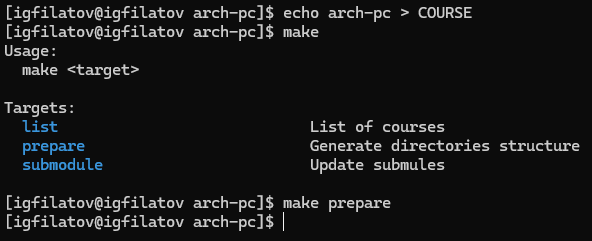 [igfilatov@igfilatov arch-pc]$ echo arch-pc > COURSE
[igfilatov@igfilatov arch-pc]$ make
Usage:
  make <target>

Targets:
  list                            List of courses
  prepare                         Generate directories structure
  submodule                       Update submules

[igfilatov@igfilatov arch-pc]$ make prepare
[igfilatov@igfilatov arch-pc]$